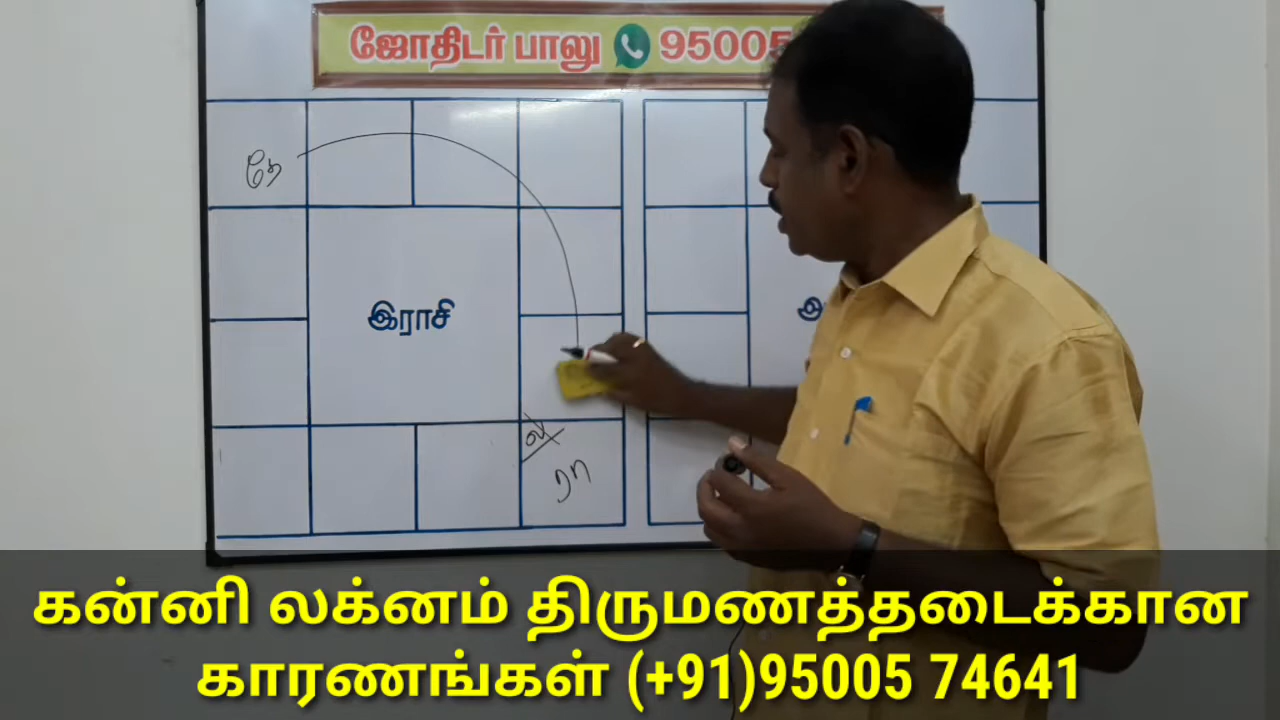 ஜோதிடர் பாலு 95005
கே
இராசி
ல
ரா
கன்னி லக்னம் திருமணத்தடைக்கான
காரணங்கள் (+91)95005 74641